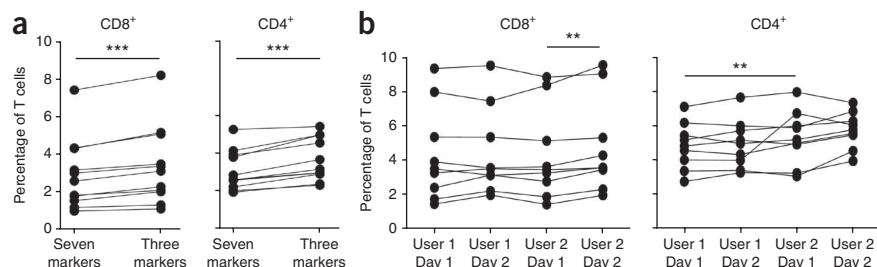 a
CD8+ CD4+
*** ***
Percentage of T cells
10
8
6
4
2
0
Seven markers Three markers Seven markers Three markers
b
CD8+ CD4+
** **
Percentage of T cells
10
8
6
4
2
0
User 1 User 1 User 2 User 2 User 1 User 1 User 2 User 2
Day 1 Day 2 Day 1 Day 2 Day 1 Day 2 Day 1 Day 2